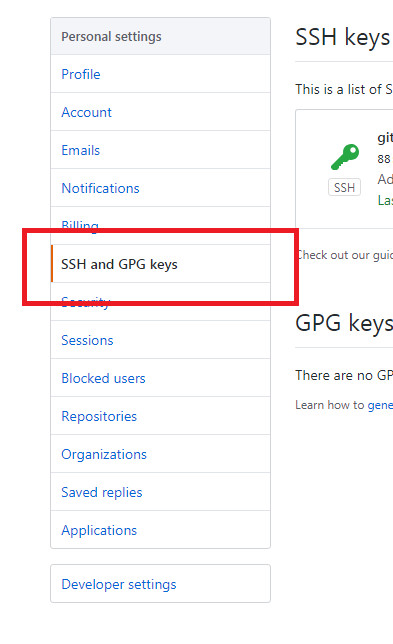 Personal settings
Profile
Account
Emails
Notifications
Billing
SSH and GPG keys
Security
Sessions
Blocked users
Repositories
Organizations
Saved replies
Applications
Developer settings
SSH keys
This is a list of S
git
88
SSH
Ad
Las
Check out our guid
GPG keys
There are no GP
Learn how to gene